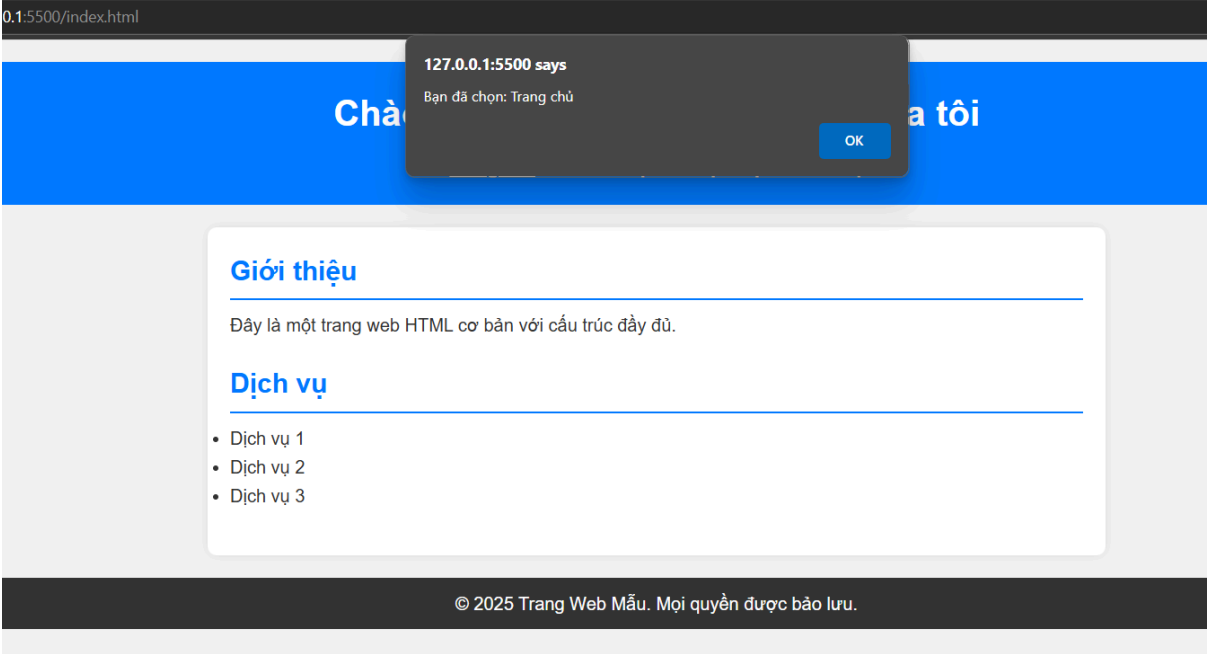 0.1:5500/index.html
127.0.0.1:5500 says
Bạn đã chọn: Trang chủ
OK
tôi
Giới thiệu
Đây là một trang web HTML cơ bản với cấu trúc đầy đủ.
Dịch vụ
Dịch vụ 1
Dịch vụ 2
Dịch vụ 3
© 2025 Trang Web Mẫu. Mọi quyền được bảo lưu.